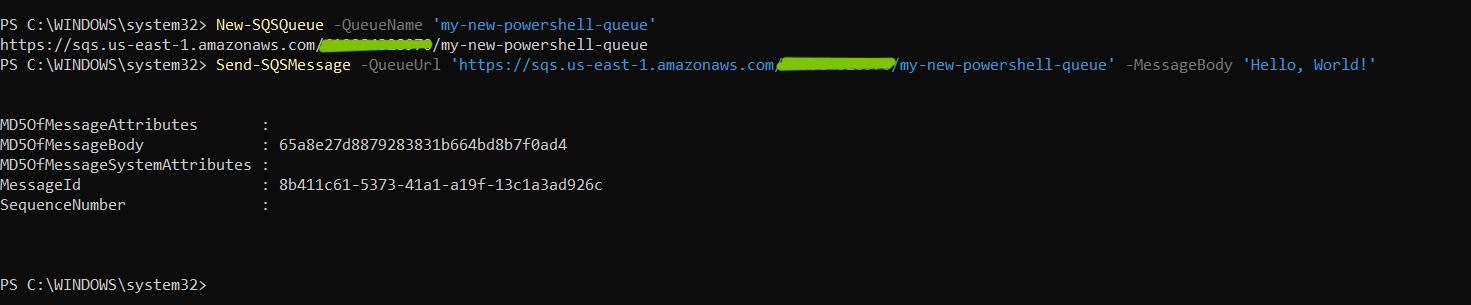 PS C:\WINDOWS\system32> New-SQSQueue -QueueName 'my-new-powershell-queue'
https://sqs.us-east-1.amazonaws.com/ /my-new-powershell-queue
PS C:\WINDOWS\system32> Send-SQSMessage -QueueUrl 'https://sqs.us-east-1.amazonaws.com/ /my-new-powershell-queue' -MessageBody 'Hello, World!'
MD5OfMessageAttributes :
MD5OfMessageBody : 65a8e27d8879283831b664bd8b7f0ad4
MD5OfMessageSystemAttributes :
MessageId : 8b411c61-5373-41a1-a19f-13c1a3ad926c
SequenceNumber :
PS C:\WINDOWS\system32>